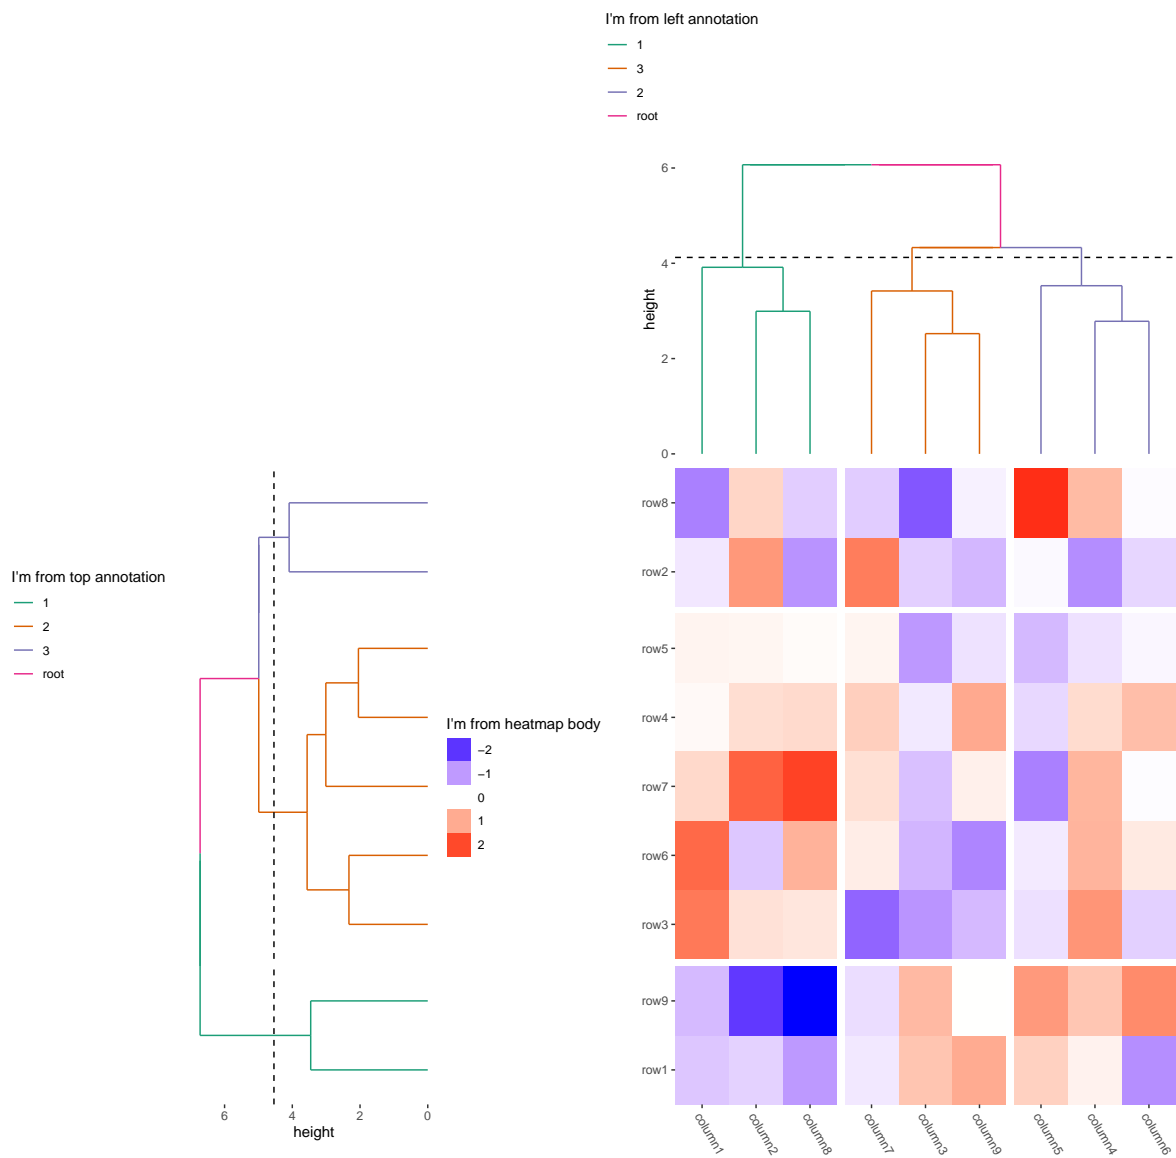 I'm from left annotation
1
3
2
root
6
4
2
0
height
I'm from top annotation
1
2
3
root
I'm from heatmap body
−2
−1
0
1
2
row8
row2
row5
row4
row7
row6
row3
row9
row1
6 4 2 0
height
column1 column2 column8 column7 column3 column9 column5 column4 column6